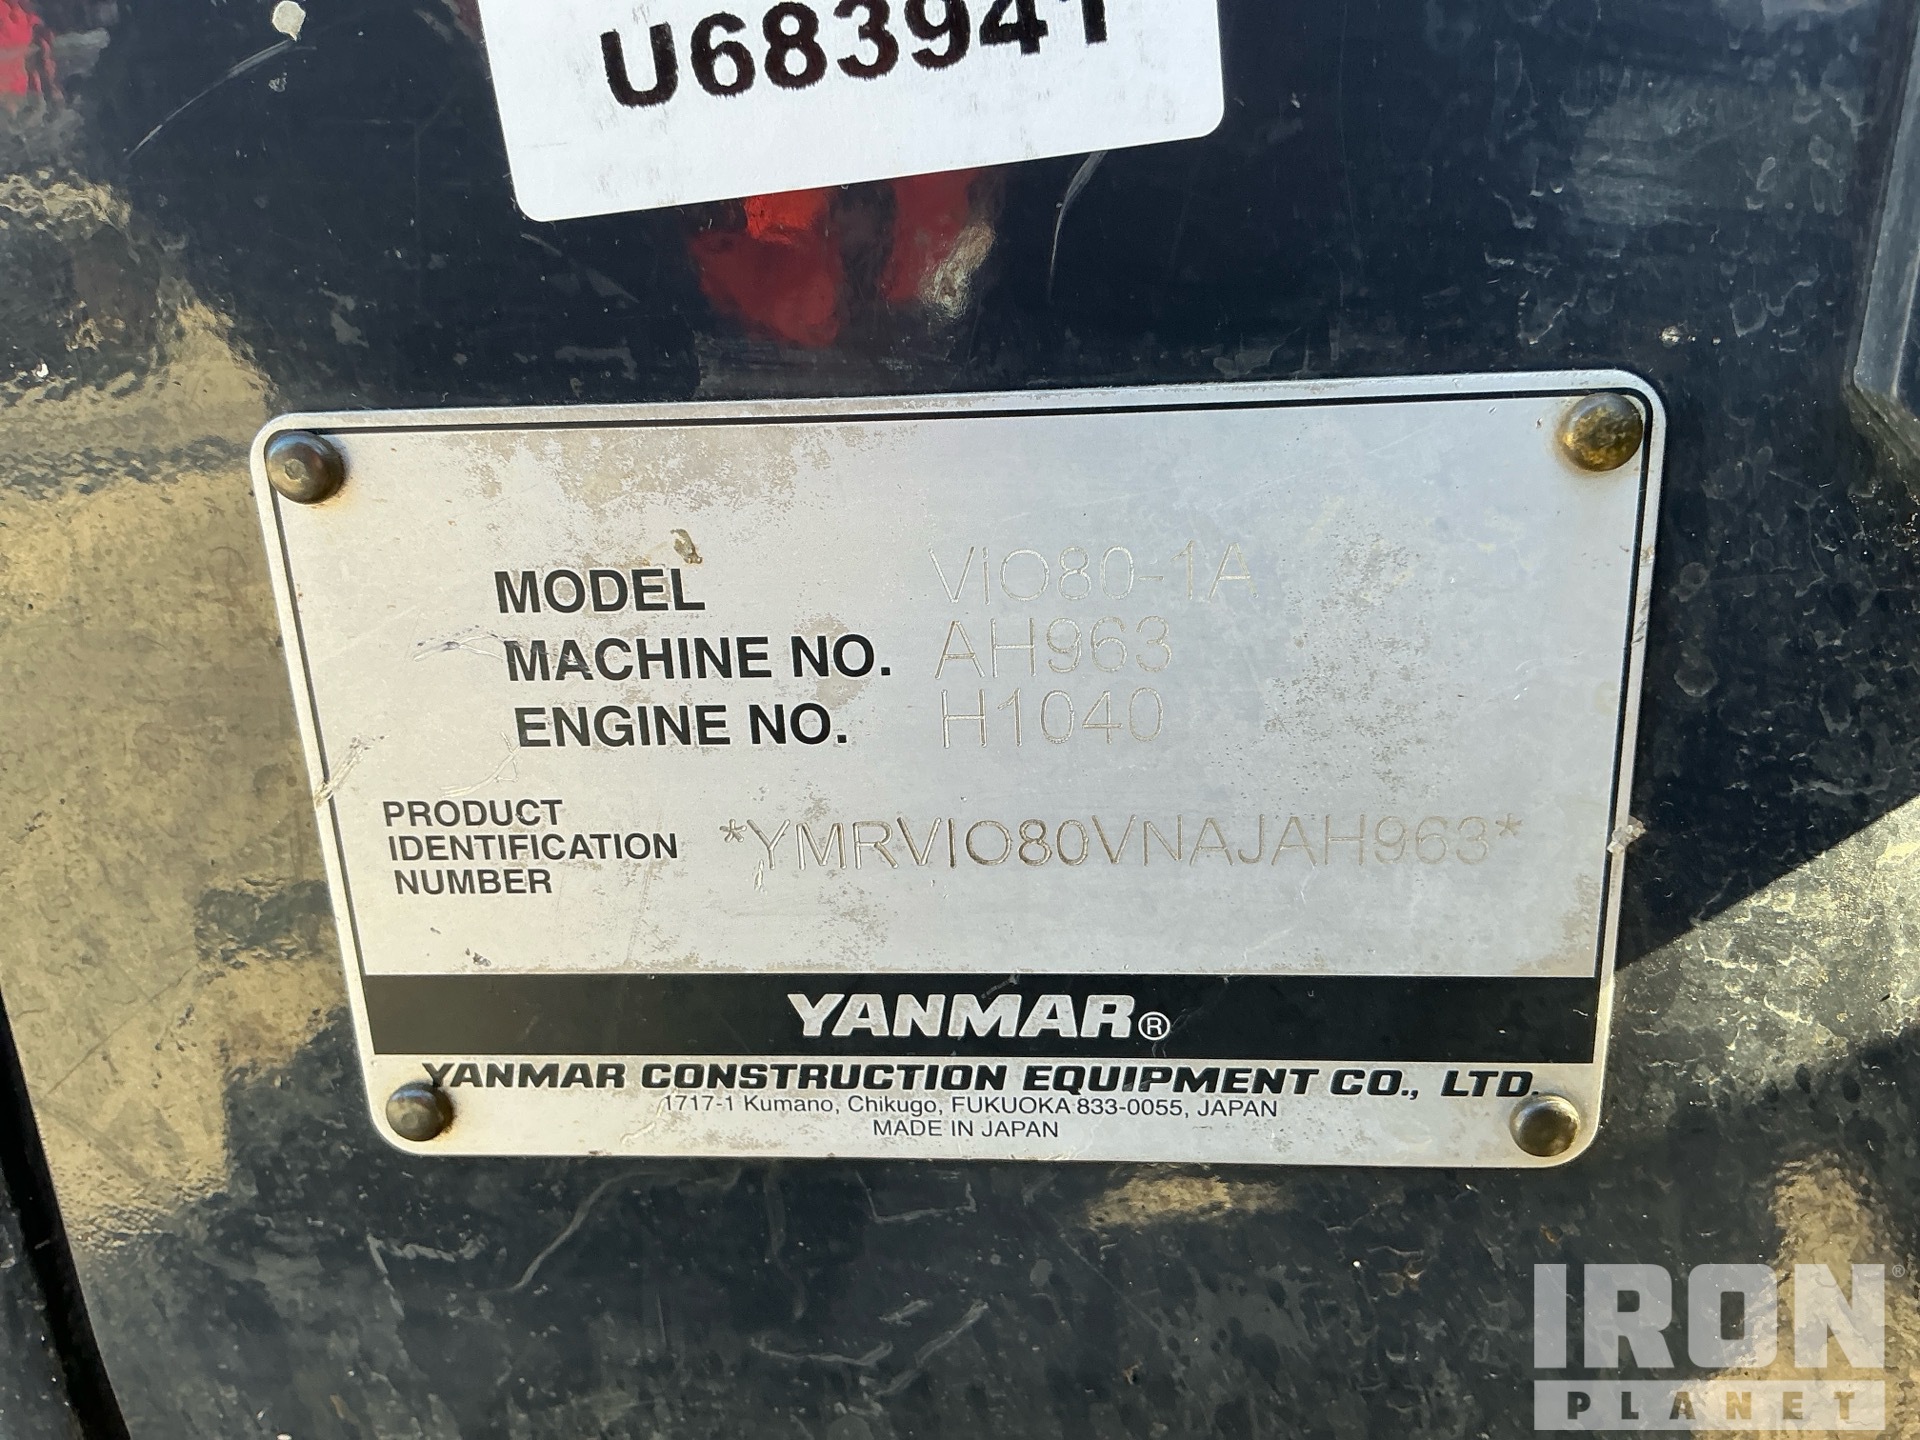 U683941
MODEL VIO80-1A
MACHINE NO. AH963
ENGINE NO. H1040
PRODUCT
IDENTIFICATION
NUMBER
*YMRVIO80VNAJAH963*
YANMAR®
YANMAR CONSTRUCTION EQUIPMENT CO., LTD.
1717-1 Kumano, Chikugo, FUKUOKA 833-0055, JAPAN
MADE IN JAPAN
IRON®
PLANET